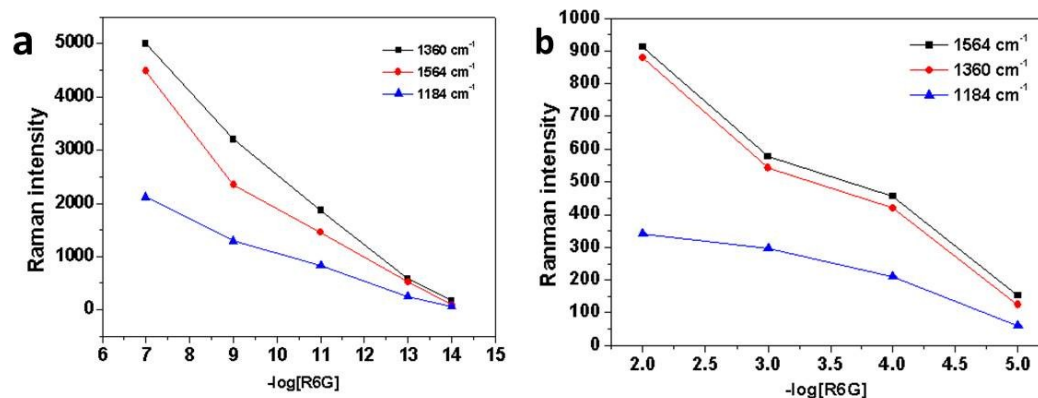 a
5000
4000
3000
2000
1000
0
Raman intensity
1360 cm-1
1564 cm-1
1184 cm-1
6 7 8 9 10 11 12 13 14 15
-log[R6G]
b
1000
900
800
700
600
500
400
300
200
100
0
Ranman intensity
1564 cm-1
1360 cm-1
1184 cm-1
2.0 2.5 3.0 3.5 4.0 4.5 5.0
-log[R6G]